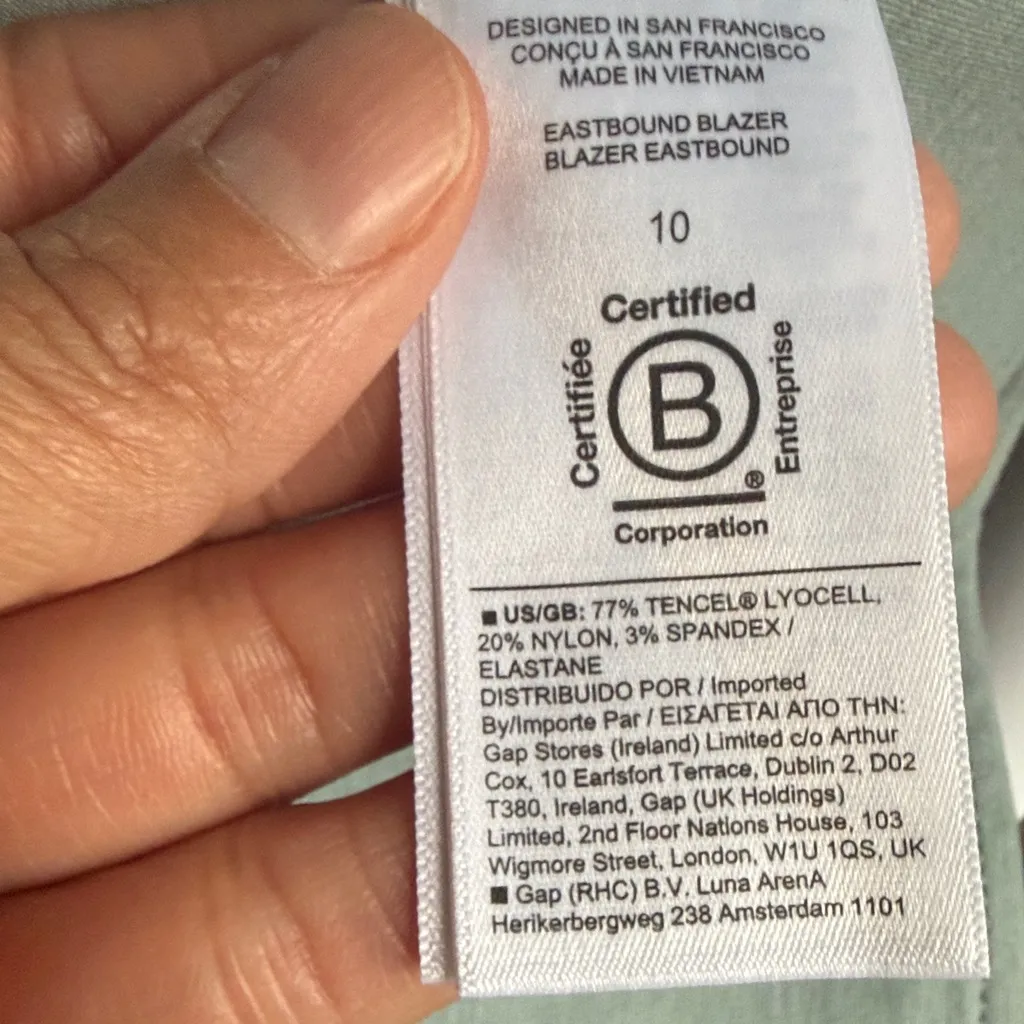 DESIGNED IN SAN FRANCISCO
CONÇU À SAN FRANCISCO
MADE IN VIETNAM
EASTBOUND BLAZER
BLAZER EASTBOUND
10
Certified
Certifiée
B
Entreprise
®
Corporation
■ US/GB: 77% TENCEL® LYOCELL,
20% NYLON, 3% SPANDEX /
ELASTANE
DISTRIBUIDO POR / Imported
By/Importe Par / ΕΙΣΑΓΕΤΑΙ ΑΠΟ ΤΗΝ:
Gap Stores (Ireland) Limited c/o Arthur
Cox, 10 Earlsfort Terrace, Dublin 2, D02
T380, Ireland, Gap (UK Holdings)
Limited, 2nd Floor Nations House, 103
Wigmore Street, London, W1U 1QS, UK
■ Gap (RHC) B.V. Luna ArenA
Herikerbergweg 238 Amsterdam 1101